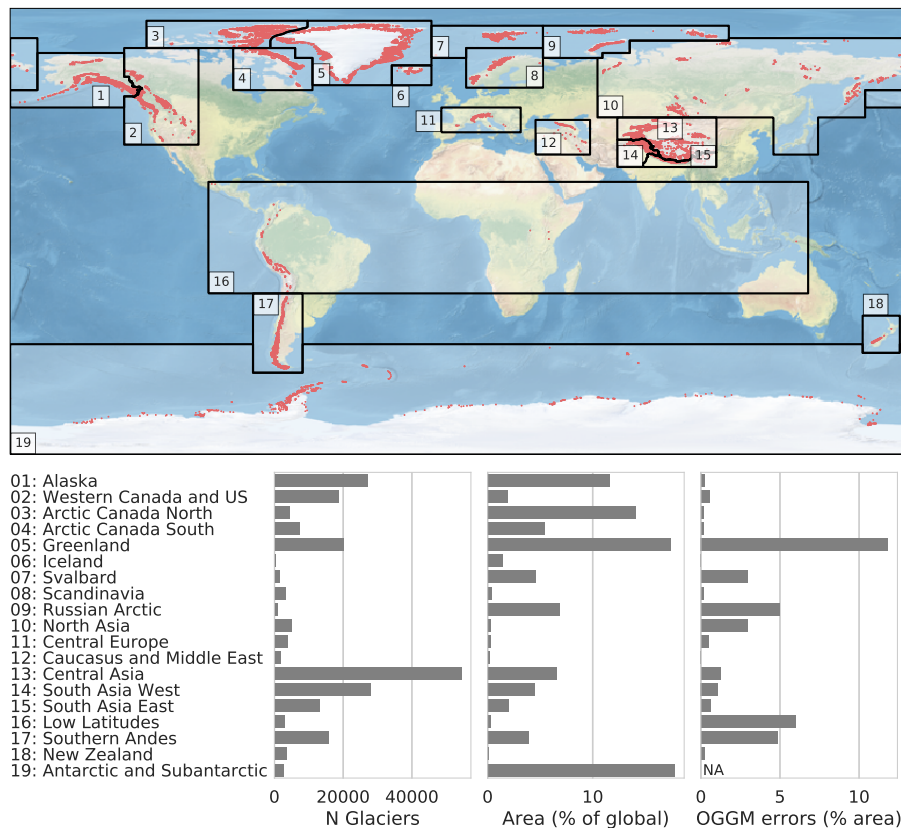 3
7
9
4
5
8
6
1
2
10
11
12
13
14
15
16
17
18
19
01: Alaska
02: Western Canada and US
03: Arctic Canada North
04: Arctic Canada South
05: Greenland
06: Iceland
07: Svalbard
08: Scandinavia
09: Russian Arctic
10: North Asia
11: Central Europe
12: Caucasus and Middle East
13: Central Asia
14: South Asia West
15: South Asia East
16: Low Latitudes
17: Southern Andes
18: New Zealand
19: Antarctic and Subantarctic
NA
0 20000 40000
N Glaciers
0 10
Area (% of global)
0 5 10
OGGM errors (% area)